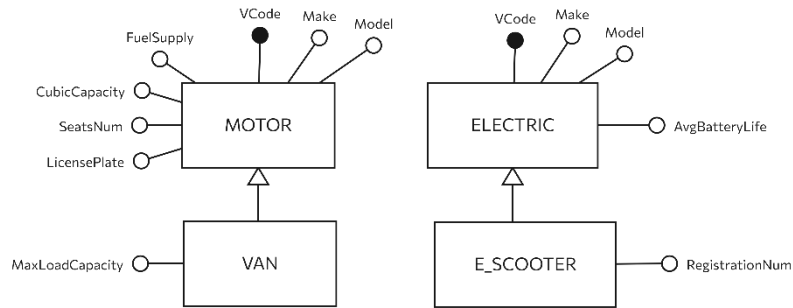 VCode
Make
Model
FuelSupply
CubicCapacity
SeatsNum
LicensePlate
MOTOR
VAN
MaxLoadCapacity
VCode
Make
Model
ELECTRIC
AvgBatteryLife
E_SCOOTER
RegistrationNum